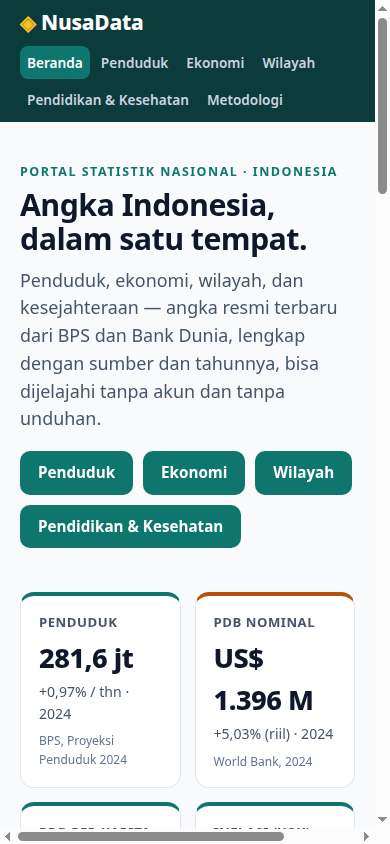 NusaData
Beranda Penduduk Ekonomi Wilayah
Pendidikan & Kesehatan Metodologi
PORTAL STATISTIK NASIONAL · INDONESIA
Angka Indonesia,
dalam satu tempat.
Penduduk, ekonomi, wilayah, dan
kesejahteraan — angka resmi terbaru
dari BPS dan Bank Dunia, lengkap
dengan sumber dan tahunnya, bisa
dijelajahi tanpa akun dan tanpa
unduhan.
Penduduk Ekonomi Wilayah
Pendidikan & Kesehatan
PENDUDUK
281,6 jt
+0,97% / thn ·
2024
BPS, Proyeksi
Penduduk 2024
PDB NOMINAL
US$
1.396 M
+5,03% (riil) · 2024
World Bank, 2024